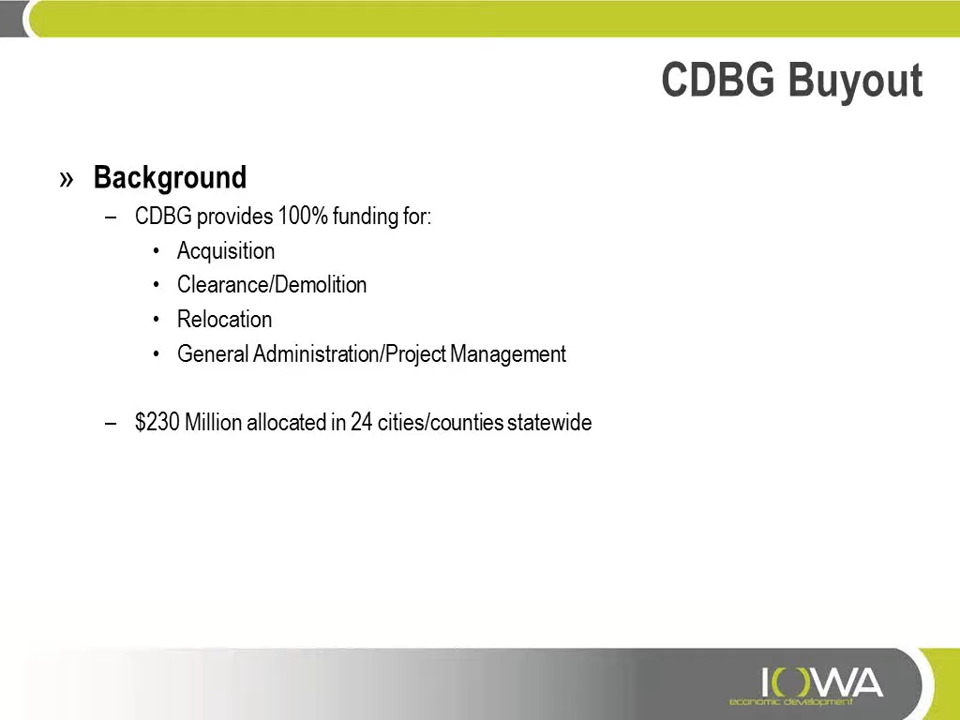 CDBG Buyout
» Background
– CDBG provides 100% funding for:
• Acquisition
• Clearance/Demolition
• Relocation
• General Administration/Project Management
– $230 Million allocated in 24 cities/counties statewide
IOWA
economic development